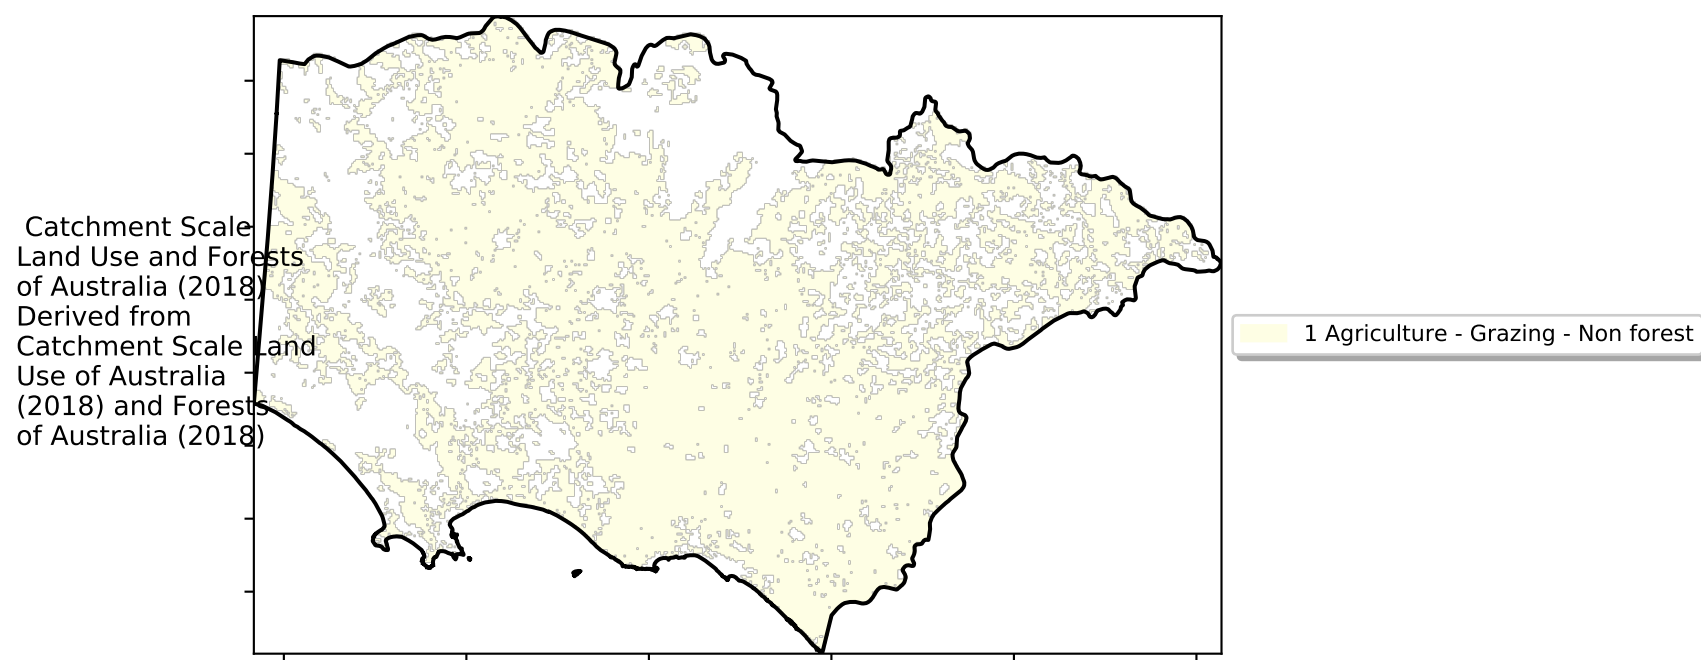 Catchment Scale
Land Use and Forests
of Australia (2018)
Derived from
Catchment Scale Land
Use of Australia
(2018) and Forests
of Australia (2018)
1 Agriculture - Grazing - Non forest